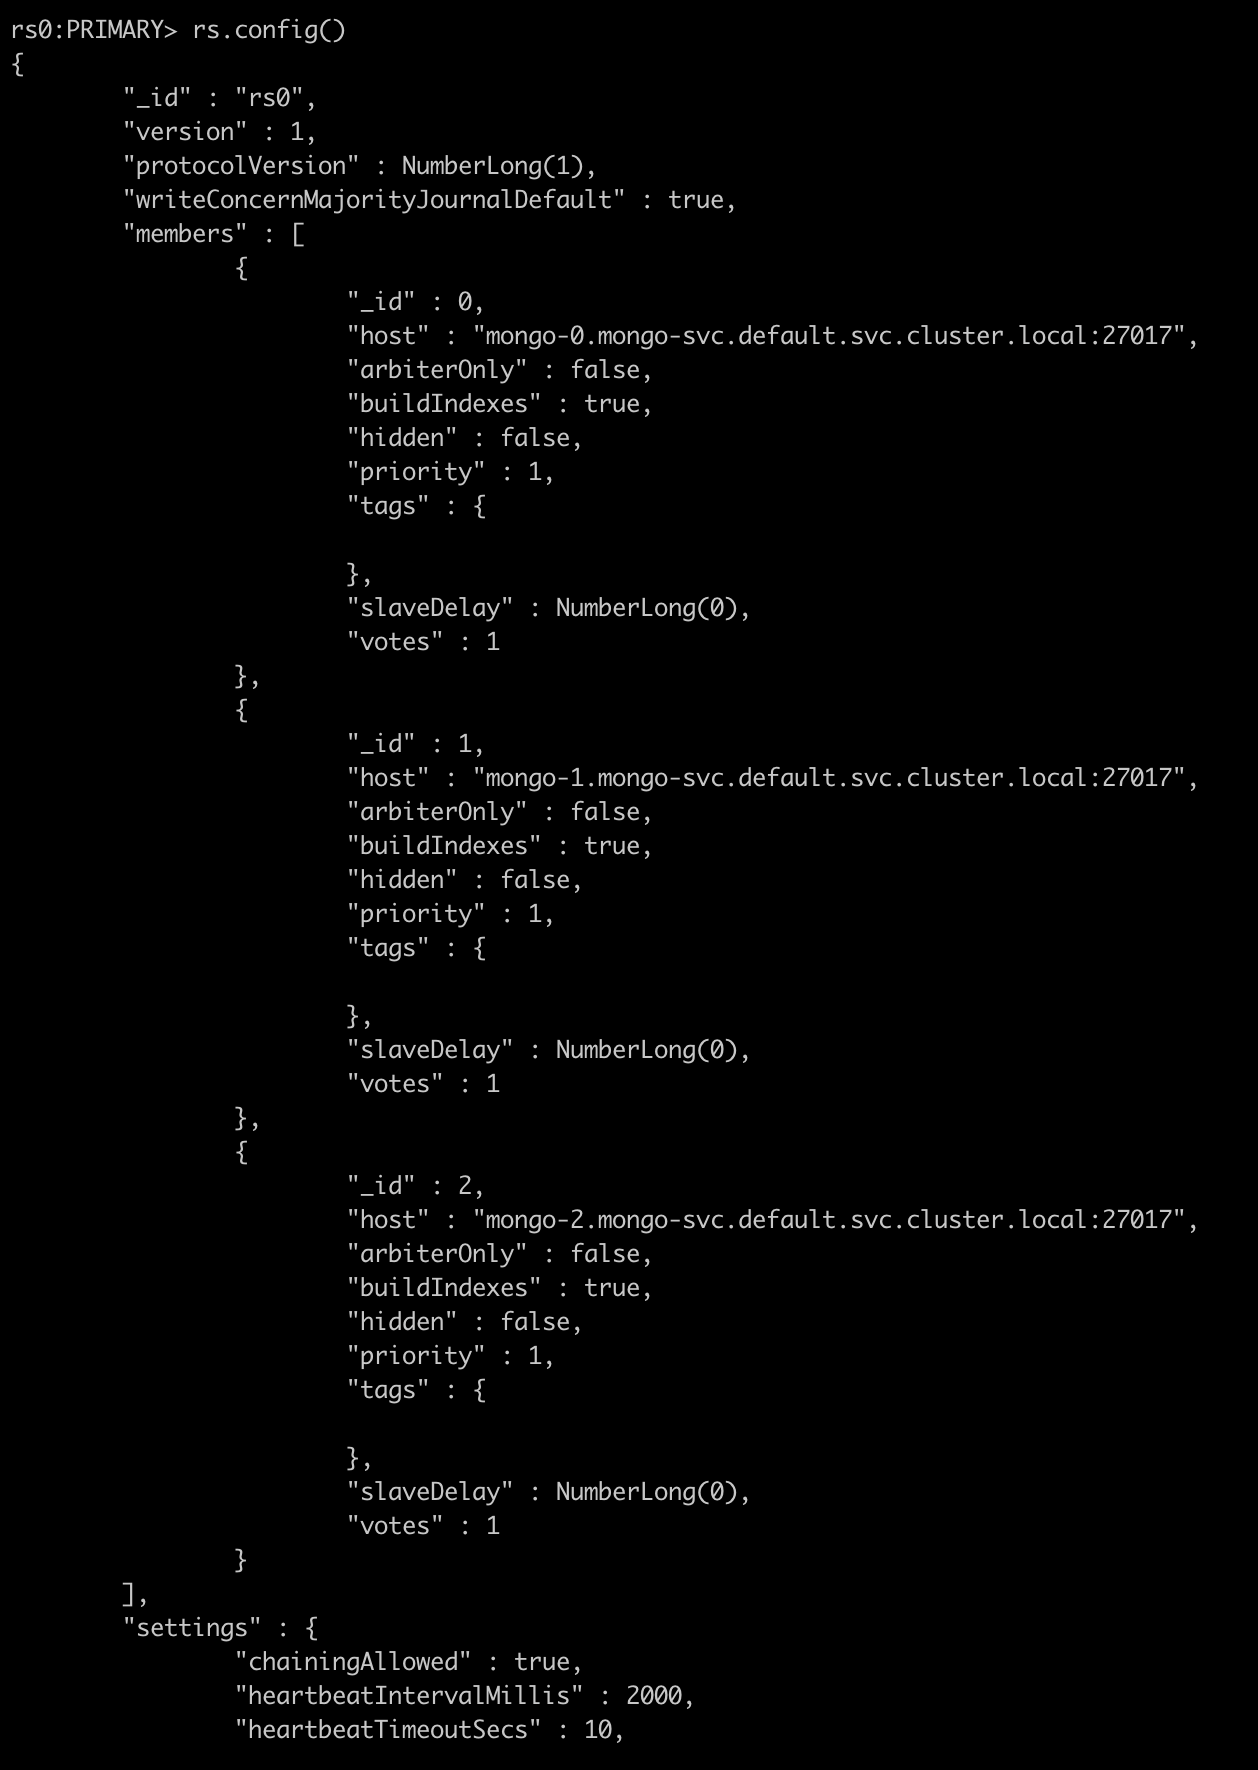 rs0:PRIMARY> rs.config()
{
        "_id" : "rs0",
        "version" : 1,
        "protocolVersion" : NumberLong(1),
        "writeConcernMajorityJournalDefault" : true,
        "members" : [
                {
                        "_id" : 0,
                        "host" : "mongo-0.mongo-svc.default.svc.cluster.local:27017",
                        "arbiterOnly" : false,
                        "buildIndexes" : true,
                        "hidden" : false,
                        "priority" : 1,
                        "tags" : {

                        },
                        "slaveDelay" : NumberLong(0),
                        "votes" : 1
                },
                {
                        "_id" : 1,
                        "host" : "mongo-1.mongo-svc.default.svc.cluster.local:27017",
                        "arbiterOnly" : false,
                        "buildIndexes" : true,
                        "hidden" : false,
                        "priority" : 1,
                        "tags" : {

                        },
                        "slaveDelay" : NumberLong(0),
                        "votes" : 1
                },
                {
                        "_id" : 2,
                        "host" : "mongo-2.mongo-svc.default.svc.cluster.local:27017",
                        "arbiterOnly" : false,
                        "buildIndexes" : true,
                        "hidden" : false,
                        "priority" : 1,
                        "tags" : {

                        },
                        "slaveDelay" : NumberLong(0),
                        "votes" : 1
                }
        ],
        "settings" : {
                "chainingAllowed" : true,
                "heartbeatIntervalMillis" : 2000,
                "heartbeatTimeoutSecs" : 10,